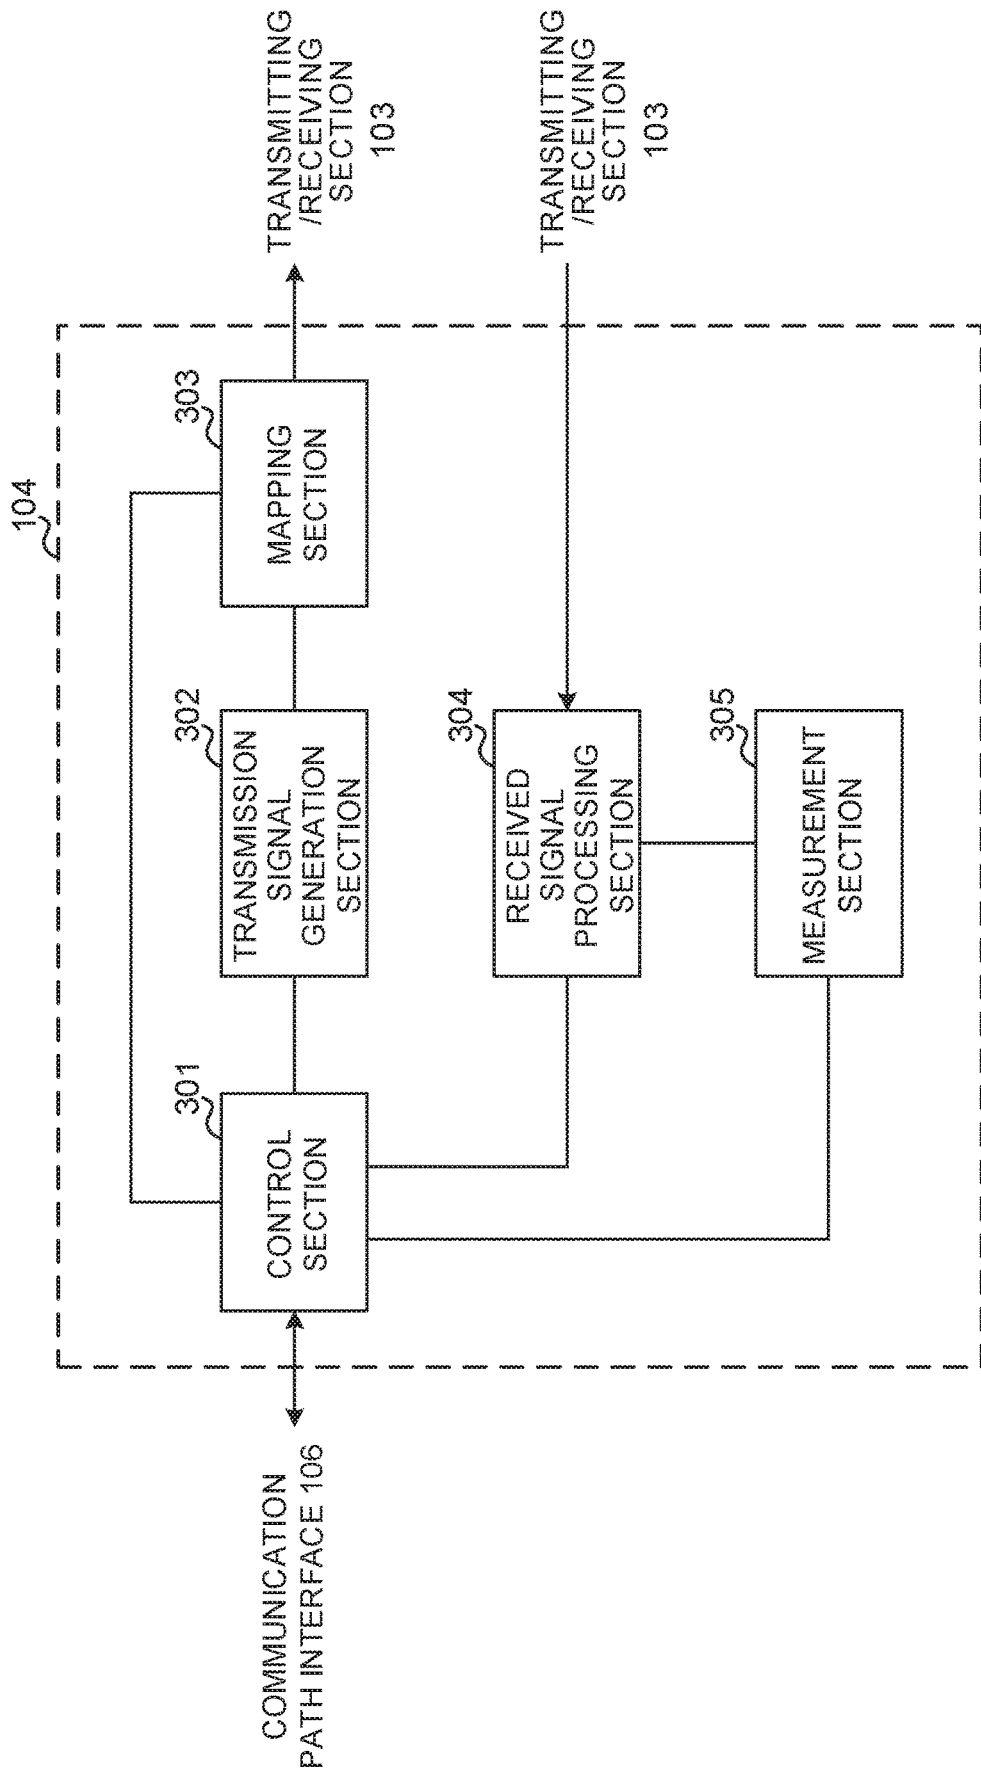 104
COMMUNICATION
PATH INTERFACE 106
301
CONTROL
SECTION
302
TRANSMISSION
SIGNAL
GENERATION
SECTION
303
MAPPING
SECTION
TRANSMITTING
/RECEIVING
SECTION
103
304
RECEIVED
SIGNAL
PROCESSING
SECTION
TRANSMITTING
/RECEIVING
SECTION
103
305
MEASUREMENT
SECTION